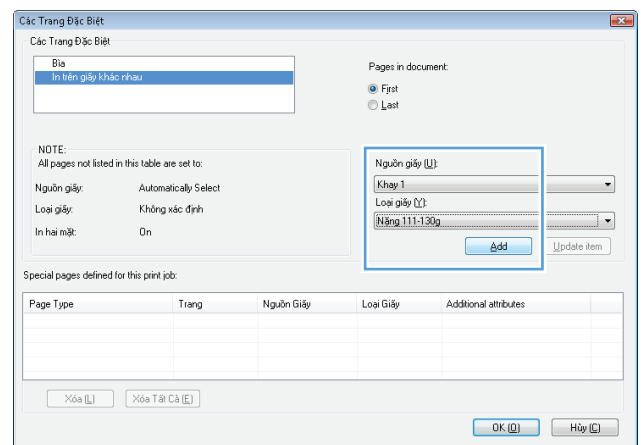 Các Trang Đặc Biệt
Các Trang Đặc Biệt
Bìa
In trên giấy khác nhau
Pages in document:
First
Last
NOTE:
All pages not listed in this table are set to:
Nguồn giấy: Automatically Select
Loại giấy: Không xác định
In hai mặt: On
Nguồn giấy (U):
Khay 1
Loại giấy (Y):
Nặng 111-130g
Add Update item
Special pages defined for this print job:
Page Type Trang Nguồn Giấy Loại Giấy Additional attributes
Xóa (L) Xóa Tất Cả (E)
OK (O) Hủy (C)